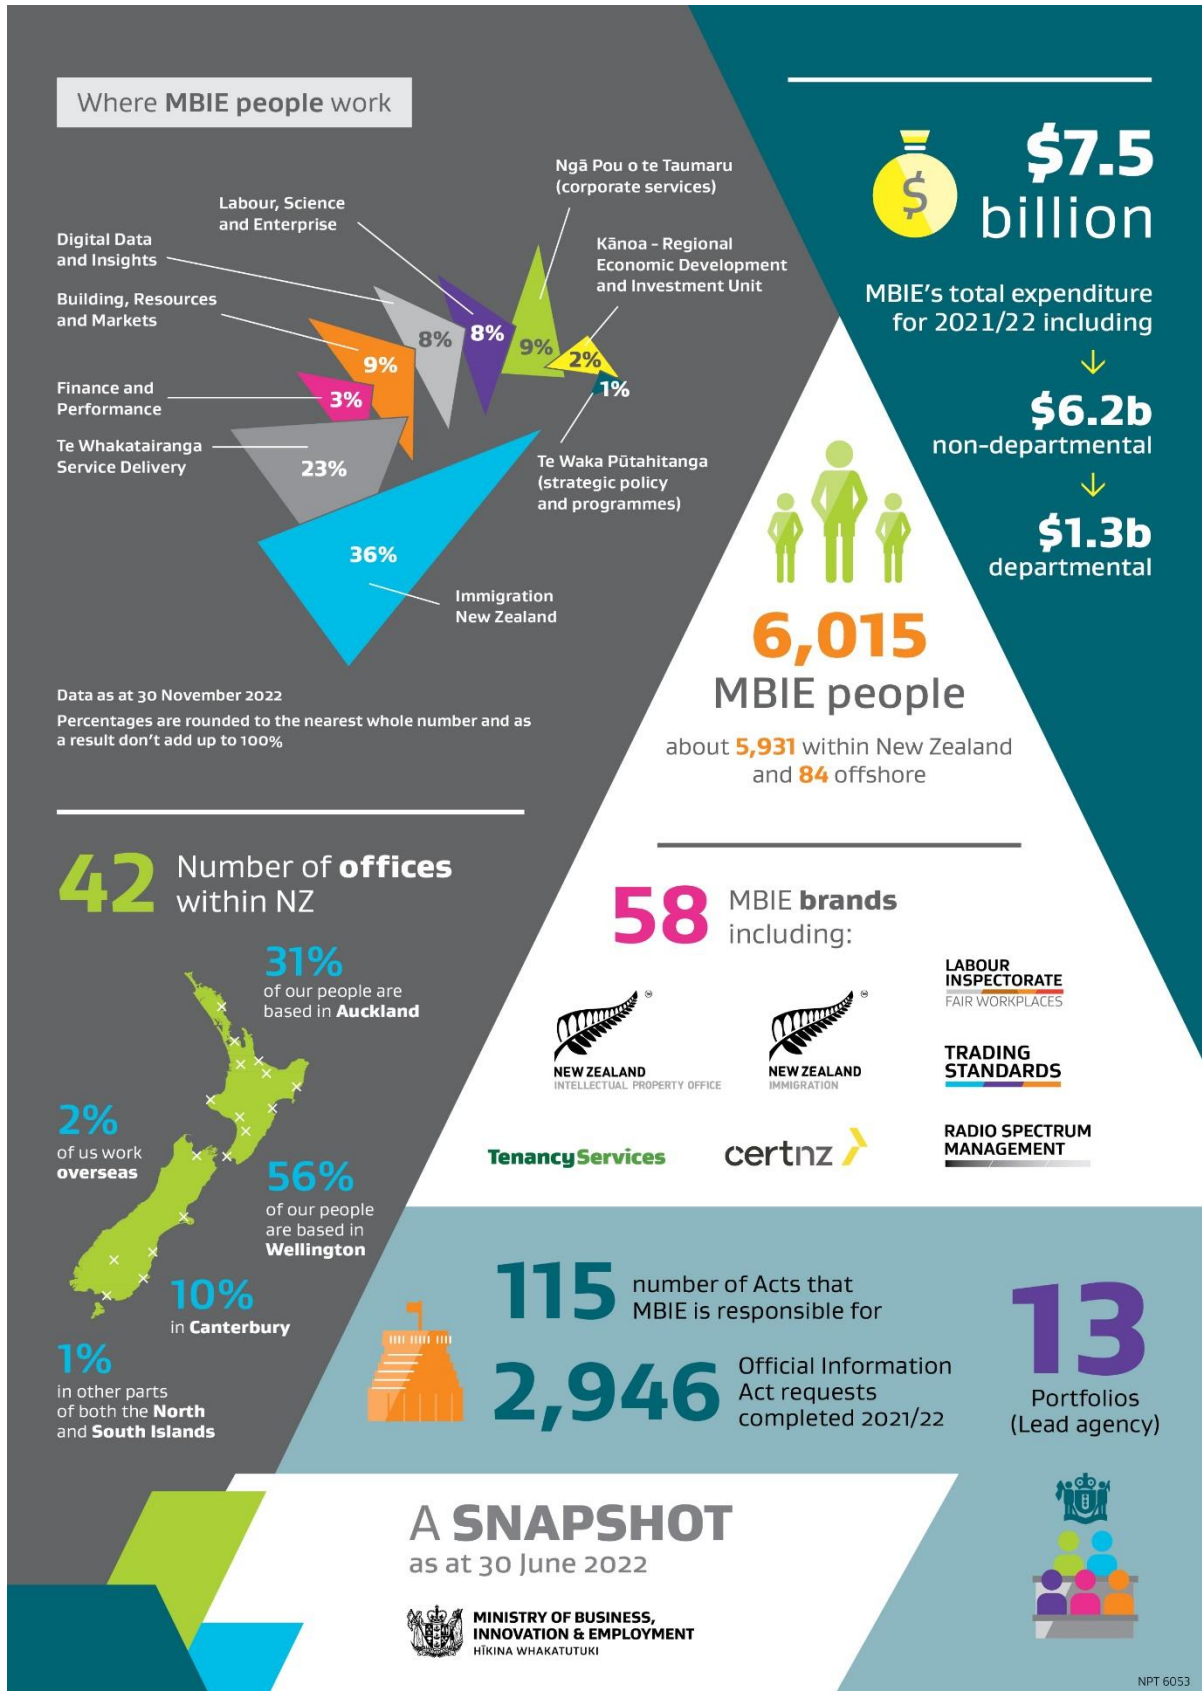 Where MBIE people work
Ngā Pou o te Taumaru
(corporate services)
Labour, Science
and Enterprise
Digital Data
and Insights
Kānoa - Regional
Economic Development
and Investment Unit
Building, Resources
and Markets
8%
8%
9%
2%
9%
1%
Finance and
Performance
3%
Te Whakatairanga
Service Delivery
23%
Te Waka Pūtahitanga
(strategic policy
and programmes)
36%
Immigration
New Zealand
Data as at 30 November 2022
Percentages are rounded to the nearest whole number and as
a result don't add up to 100%
$
$7.5
billion
MBIE's total expenditure
for 2021/22 including
$6.2b
non-departmental
$1.3b
departmental
6,015
MBIE people
about 5,931 within New Zealand
and 84 offshore
42 Number of offices
within NZ
31%
of our people are
based in Auckland
2%
of us work
overseas
56%
of our people
are based in
Wellington
10%
in Canterbury
1%
in other parts
of both the North
and South Islands
58 MBIE brands
including:
NEW ZEALAND
INTELLECTUAL PROPERTY OFFICE
NEW ZEALAND
IMMIGRATION
LABOUR
INSPECTORATE
FAIR WORKPLACES
TRADING
STANDARDS
TenancyServices
certnz
RADIO SPECTRUM
MANAGEMENT
115 number of Acts that
MBIE is responsible for
2,946 Official Information
Act requests
completed 2021/22
13
Portfolios
(Lead agency)
A SNAPSHOT
as at 30 June 2022
MINISTRY OF BUSINESS,
INNOVATION & EMPLOYMENT
HĪKINA WHAKATUTUKI
NPT 6053